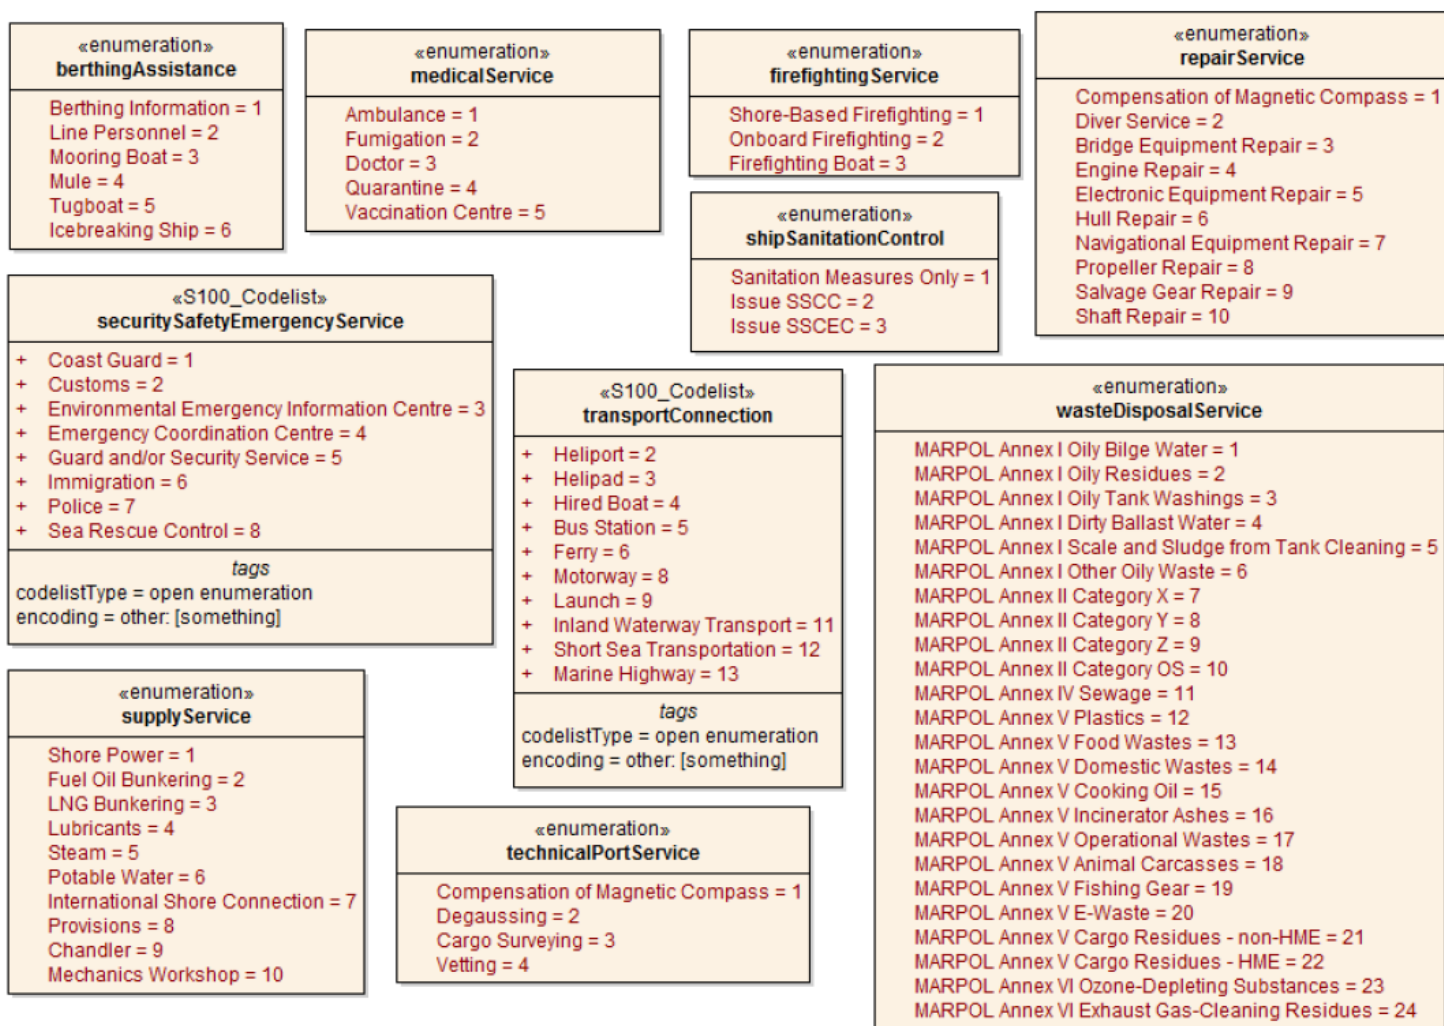 «enumeration»
berthingAssistance
Berthing Information = 1
Line Personnel = 2
Mooring Boat = 3
Mule = 4
Tugboat = 5
Icebreaking Ship = 6
«enumeration»
medicalService
Ambulance = 1
Fumigation = 2
Doctor = 3
Quarantine = 4
Vaccination Centre = 5
«enumeration»
firefightingService
Shore-Based Firefighting = 1
Onboard Firefighting = 2
Firefighting Boat = 3
«enumeration»
repairService
Compensation of Magnetic Compass = 1
Diver Service = 2
Bridge Equipment Repair = 3
Engine Repair = 4
Electronic Equipment Repair = 5
Hull Repair = 6
Navigational Equipment Repair = 7
Propeller Repair = 8
Salvage Gear Repair = 9
Shaft Repair = 10
«enumeration»
shipSanitationControl
Sanitation Measures Only = 1
Issue SSCC = 2
Issue SSCEC = 3
«S100_Codelist»
securitySafetyEmergencyService
+ Coast Guard = 1
+ Customs = 2
+ Environmental Emergency Information Centre = 3
+ Emergency Coordination Centre = 4
+ Guard and/or Security Service = 5
+ Immigration = 6
+ Police = 7
+ Sea Rescue Control = 8
tags
codelistType = open enumeration
encoding = other: [something]
«S100_Codelist»
transportConnection
+ Heliport = 2
+ Helipad = 3
+ Hired Boat = 4
+ Bus Station = 5
+ Ferry = 6
+ Motorway = 8
+ Launch = 9
+ Inland Waterway Transport = 11
+ Short Sea Transportation = 12
+ Marine Highway = 13
tags
codelistType = open enumeration
encoding = other: [something]
«enumeration»
wasteDisposalService
MARPOL Annex I Oily Bilge Water = 1
MARPOL Annex I Oily Residues = 2
MARPOL Annex I Oily Tank Washings = 3
MARPOL Annex I Dirty Ballast Water = 4
MARPOL Annex I Scale and Sludge from Tank Cleaning = 5
MARPOL Annex I Other Oily Waste = 6
MARPOL Annex II Category X = 7
MARPOL Annex II Category Y = 8
MARPOL Annex II Category Z = 9
MARPOL Annex II Category OS = 10
MARPOL Annex IV Sewage = 11
MARPOL Annex V Plastics = 12
MARPOL Annex V Food Wastes = 13
MARPOL Annex V Domestic Wastes = 14
MARPOL Annex V Cooking Oil = 15
MARPOL Annex V Incinerator Ashes = 16
MARPOL Annex V Operational Wastes = 17
MARPOL Annex V Animal Carcasses = 18
MARPOL Annex V Fishing Gear = 19
MARPOL Annex V E-Waste = 20
MARPOL Annex V Cargo Residues - non-HME = 21
MARPOL Annex V Cargo Residues - HME = 22
MARPOL Annex VI Ozone-Depleting Substances = 23
MARPOL Annex VI Exhaust Gas-Cleaning Residues = 24
«enumeration»
supplyService
Shore Power = 1
Fuel Oil Bunkering = 2
LNG Bunkering = 3
Lubricants = 4
Steam = 5
Potable Water = 6
International Shore Connection = 7
Provisions = 8
Chandler = 9
Mechanics Workshop = 10
«enumeration»
technicalPortService
Compensation of Magnetic Compass = 1
Degaussing = 2
Cargo Surveying = 3
Vetting = 4